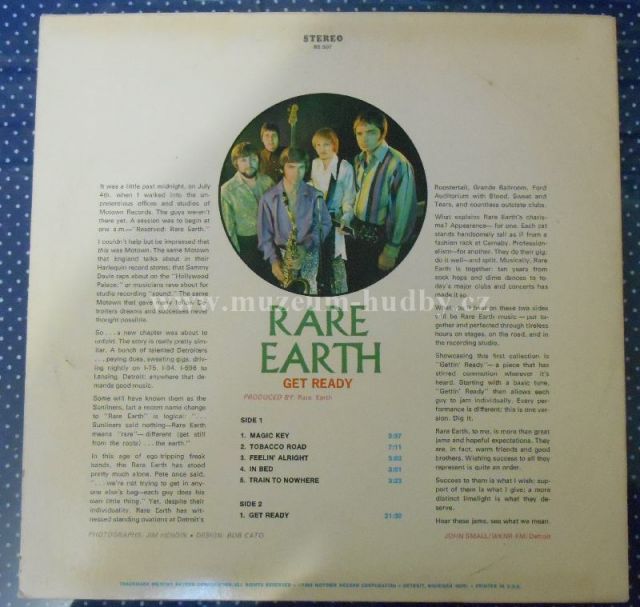 STEREO
RS 507
It was a little past midnight, on July
4th, when I walked into the un-
pretentious offices and studios of
Motown Records. The guys weren't
there yet. A session was to begin at
one a.m.—"Reserved: Rare Earth."
I couldn't help but be impressed that
this was Motown. The same Motown
that England talks about in their
Harlequin record stores; that Sammy
Davis raps about on the "Hollywood
Palace," or musicians rave about for
studio recording "sound." The same
Motown that gave
writers dreams and successes never
thought possible.
So . . . a new chapter was about to
unfold. The story is really pretty sim-
ple. A bunch of talented Detroiters
. . . paying dues, sweating gigs, driv-
ing nightly on I-75, I-94, I-696 to
Lansing, Detroit; anywhere that de-
mands good music.
Some will have known them as the
Sunliners, but a recent name change
to "Rare Earth" is logical: ". . .
Sunliners said nothing—Rare Earth
means "rare"—different (get still
from the roots) . . . the earth."
In this age of ego-tripping freak
bands, the Rare Earth has stood
pretty much alone. Pete once said,
". . . we're not trying to get in any-
one else's bag—each guy does his
own little thing." Yet, despite their
individuality, Rare Earth has wit-
nessed standing ovations at Detroit's
PHOTOGRAPHS: JIM HENDIN • DESIGN: BOB CATO
www.muzeum-hudby.cz
RARE
EARTH
GET READY
PRODUCED BY: Rare Earth
SIDE 1
1. MAGIC KEY 3:57
2. TOBACCO ROAD 7:11
3. FEELIN' ALRIGHT 5:03
4. IN BED 3:01
5. TRAIN TO NOWHERE 3:23
SIDE 2
1. GET READY 21:30
Roostertail, Grande Ballroom, Ford
Auditorium with Blood, Sweat and
Tears, and countless outstate clubs.
What explains Rare Earth's charis-
ma? Appearance—for one. Each cat
stands handsomely tall as if from a
fashion rack at Carnaby. Profession-
alism—for another. They do their gig;
do it well—and split. Musically, Rare
Earth is together: ten years from
sock hops and dime dances to to-
day's major clubs and concerts has
made it so.
What you hear on these two sides
will be Rare Earth music—put to-
gether and perfected through tireless
hours on stages, on the road, and in
the recording studio.
Showcasing this first collection is
"Gettin' Ready"— a piece that has
stirred commotion wherever it's
heard. Starting with a basic tune,
"Gettin' Ready" then allows each
guy to jam individually. Every per-
formance is different; this is one ver-
sion. Dig it.
Rare Earth, to me, is more than great
jams and hopeful expectations. They
are, in fact, warm friends and good
brothers. Wishing success to all they
represent is quite an order.
Success to them is what I wish; sup-
port of them is what I give; a more
distinct limelight is what they de-
serve.
Hear these jams, see what we mean.
JOHN SMALL/WKNR-FM/Detroit